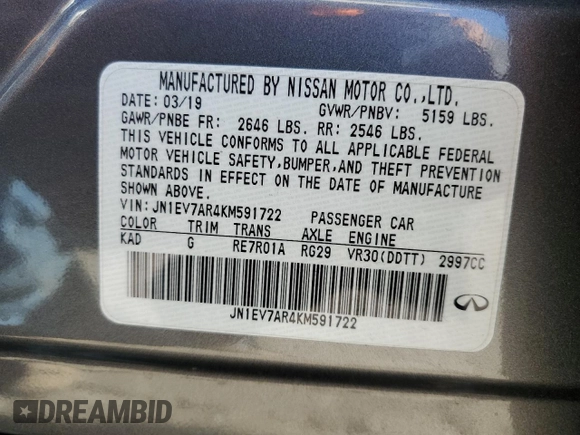 MANUFACTURED BY NISSAN MOTOR CO.,LTD.
DATE: 03/19 GVWR/PNBV: 5159 LBS.
GAWR/PNBE FR: 2646 LBS. RR: 2546 LBS.
THIS VEHICLE CONFORMS TO ALL APPLICABLE FEDERAL
MOTOR VEHICLE SAFETY,BUMPER,AND THEFT PREVENTION
STANDARDS IN EFFECT ON THE DATE OF MANUFACTURE
SHOWN ABOVE.
VIN: JN1EV7AR4KM591722 PASSENGER CAR
COLOR TRIM TRANS AXLE ENGINE
KAD G RE7R01A RG29 VR30(DDTT) 2997CC
JN1EV7AR4KM591722
DREAMBID